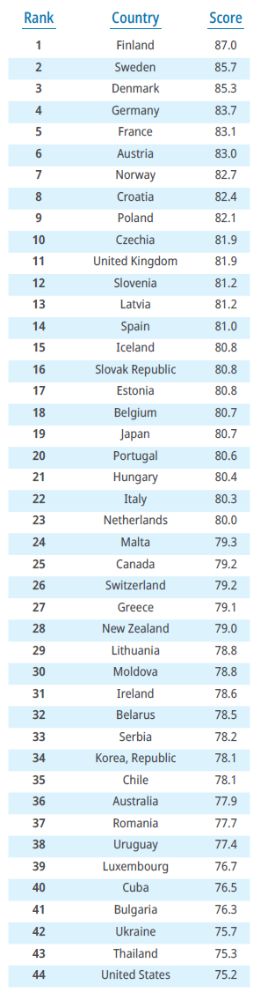 Rank Country Score
1 Finland 87.0
2 Sweden 85.7
3 Denmark 85.3
4 Germany 83.7
5 France 83.1
6 Austria 83.0
7 Norway 82.7
8 Croatia 82.4
9 Poland 82.1
10 Czechia 81.9
11 United Kingdom 81.9
12 Slovenia 81.2
13 Latvia 81.2
14 Spain 81.0
15 Iceland 80.8
16 Slovak Republic 80.8
17 Estonia 80.8
18 Belgium 80.7
19 Japan 80.7
20 Portugal 80.6
21 Hungary 80.4
22 Italy 80.3
23 Netherlands 80.0
24 Malta 79.3
25 Canada 79.2
26 Switzerland 79.2
27 Greece 79.1
28 New Zealand 79.0
29 Lithuania 78.8
30 Moldova 78.8
31 Ireland 78.6
32 Belarus 78.5
33 Serbia 78.2
34 Korea, Republic 78.1
35 Chile 78.1
36 Australia 77.9
37 Romania 77.7
38 Uruguay 77.4
39 Luxembourg 76.7
40 Cuba 76.5
41 Bulgaria 76.3
42 Ukraine 75.7
43 Thailand 75.3
44 United States 75.2